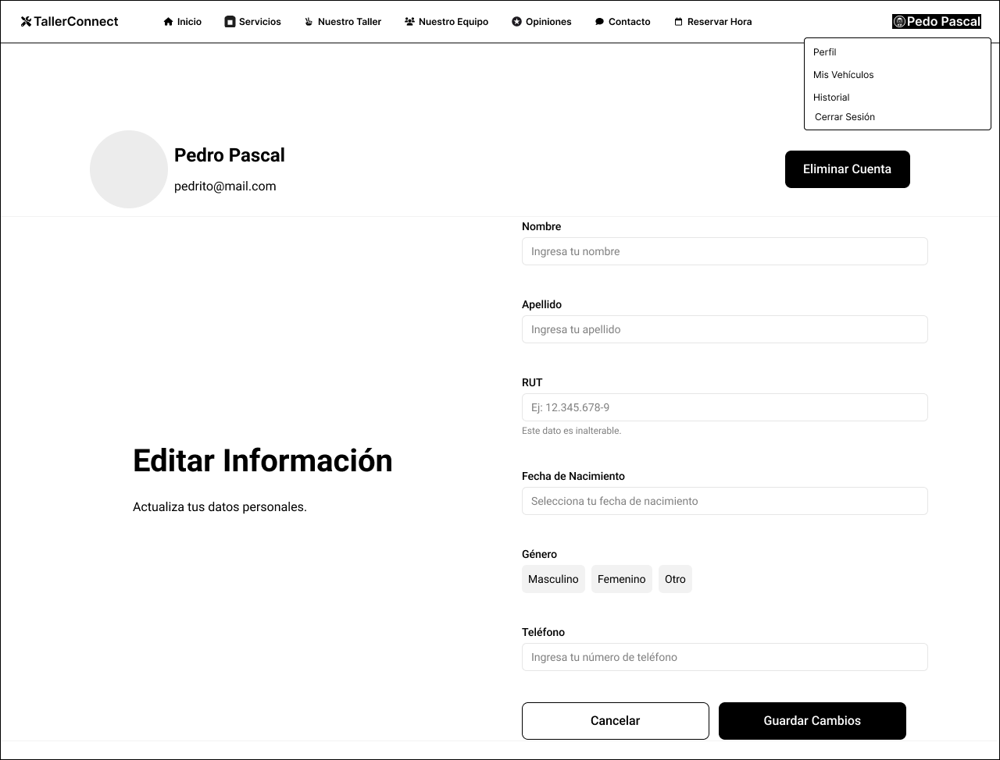 TallerConnect
Inicio
Servicios
Nuestro Taller
Nuestro Equipo
Opiniones
Contacto
Reservar Hora
Pedo Pascal
Perfil
Mis Vehículos
Historial
Cerrar Sesión
Pedro Pascal
pedrito@mail.com
Eliminar Cuenta
Editar Información
Actualiza tus datos personales.
Nombre
Ingresa tu nombre
Apellido
Ingresa tu apellido
RUT
Ej: 12.345.678-9
Este dato es inalterable.
Fecha de Nacimiento
Selecciona tu fecha de nacimiento
Género
Masculino Femenino Otro
Teléfono
Ingresa tu número de teléfono
Cancelar
Guardar Cambios